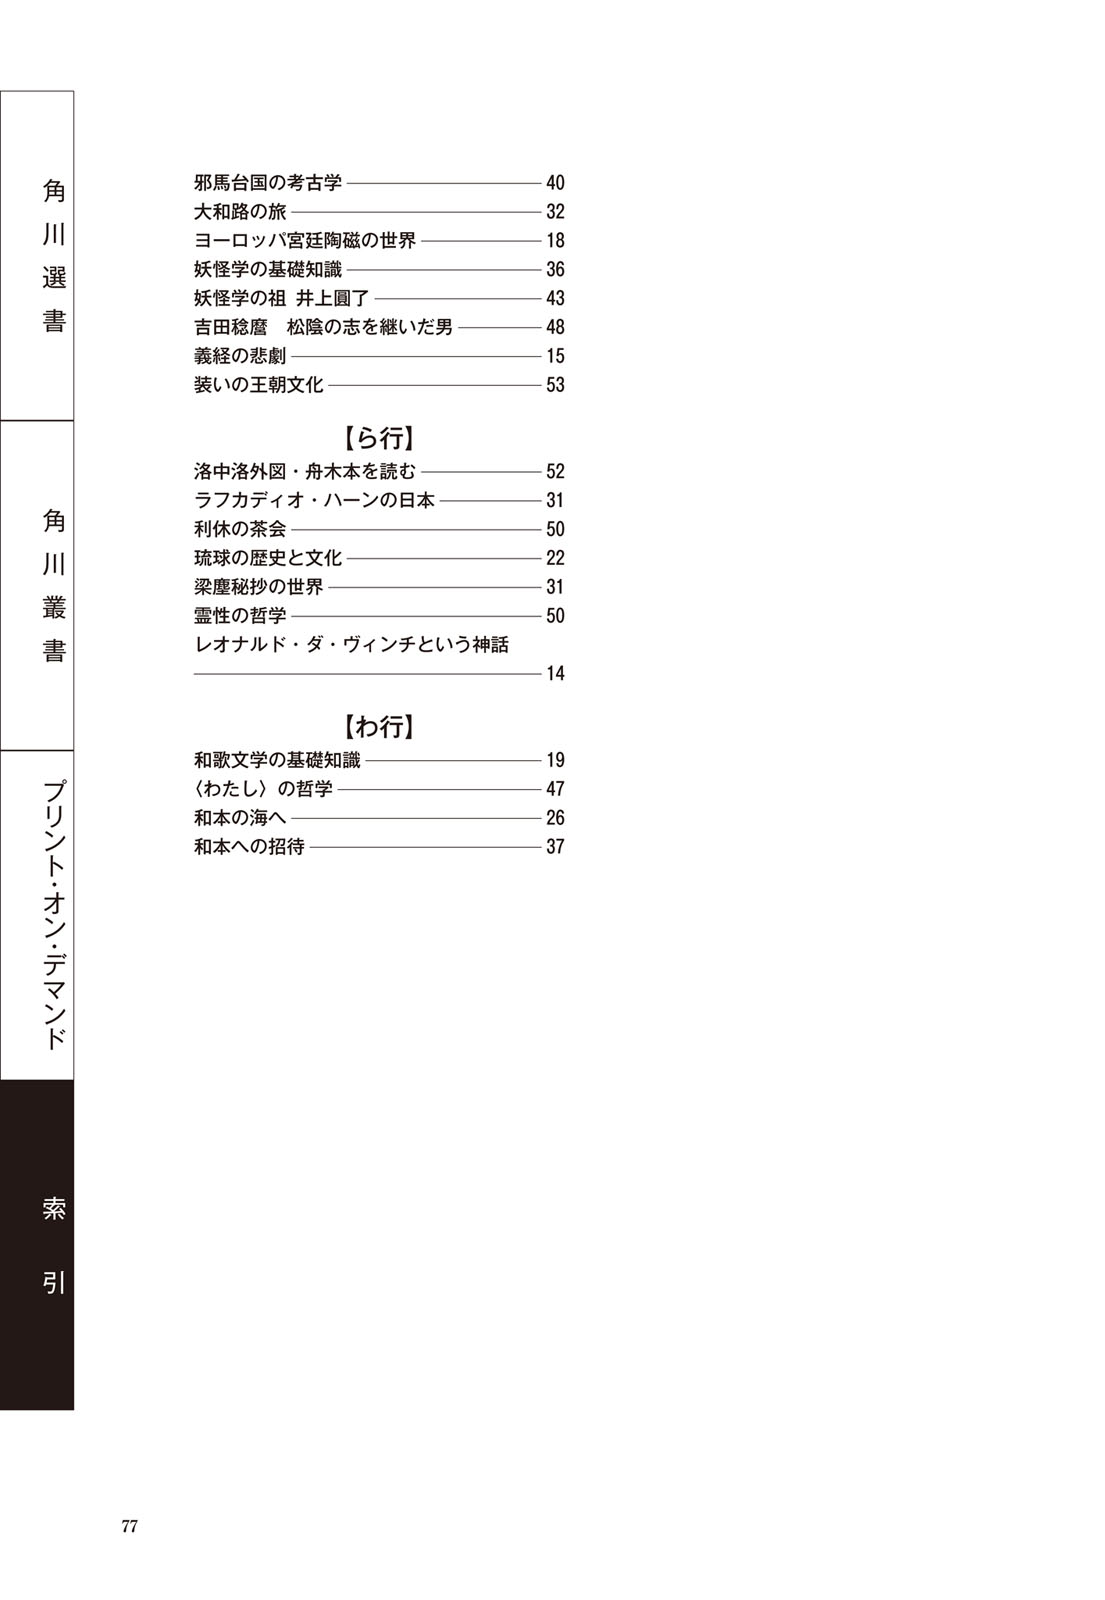 角川選書
角川叢書
プリント・オン・デマンド
索引
邪馬台国の考古学 40
大和路の旅 32
ヨーロッパ宮廷陶磁の世界 18
妖怪学の基礎知識 36
妖怪学の祖 井上圓了 43
吉田稔麿　松陰の志を継いだ男 48
義経の悲劇 15
装いの王朝文化 53
【ら行】
洛中洛外図・舟木本を読む 52
ラフカディオ・ハーンの日本 31
利休の茶会 50
琉球の歴史と文化 22
梁塵秘抄の世界 31
霊性の哲学 50
レオナルド・ダ・ヴィンチという神話
14
【わ行】
和歌文学の基礎知識 19
〈わたし〉の哲学 47
和本の海へ 26
和本への招待 37
77